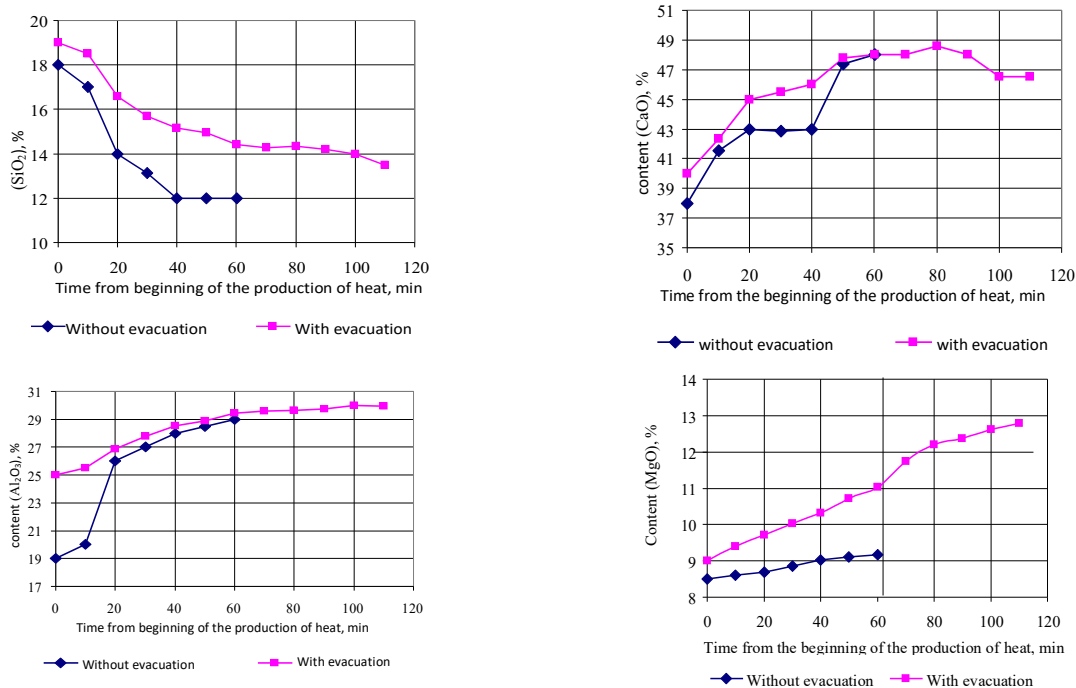 20
18
16
14
12
10
(SiO₂), %
0 20 40 60 80 100 120
Time from beginning of the production of heat, min
Without evacuation With evacuation
51
49
47
45
43
41
39
37
35
content (CaO), %
0 20 40 60 80 100 120
Time from the beginning of the production of heat, min
without evacuation with evacuation
31
29
27
25
23
21
19
17
content (Al₂O₃), %
0 20 40 60 80 100 120
Time from beginning of the production of heat, min
Without evacuation With evacuation
14
13
12
11
10
9
8
Content (MgO), %
0 20 40 60 80 100 120
Time from the beginning of the production of heat, min
Without evacuation With evacuation